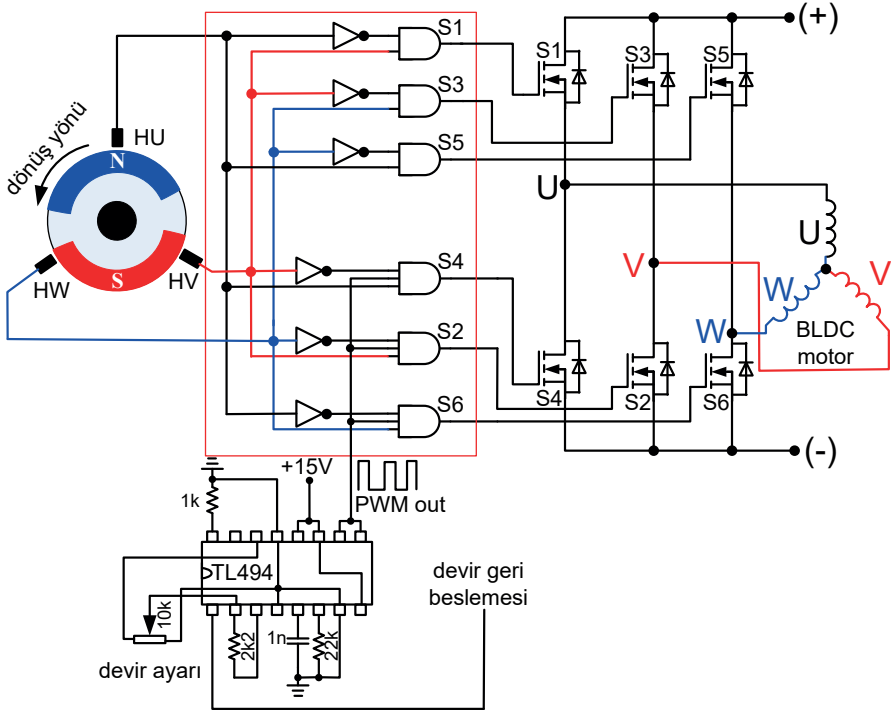 S1
S3
S5
S4
S2
S6
S1
S3
S5
(+)
HU
dönüş yönü
N
S
HW
HV
U
V
W
U
V
W
BLDC
motor
S4
S2
S6
(-)
+15V
PWM out
1k
TL494
10k
2k2
1n
22k
devir ayarı
devir geri
beslemesi